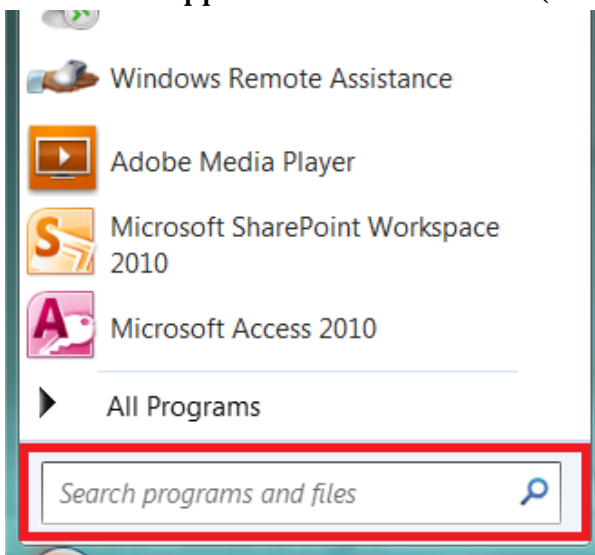 Windows Remote Assistance
Adobe Media Player
Microsoft SharePoint Workspace
2010
Microsoft Access 2010
All Programs
Search programs and files